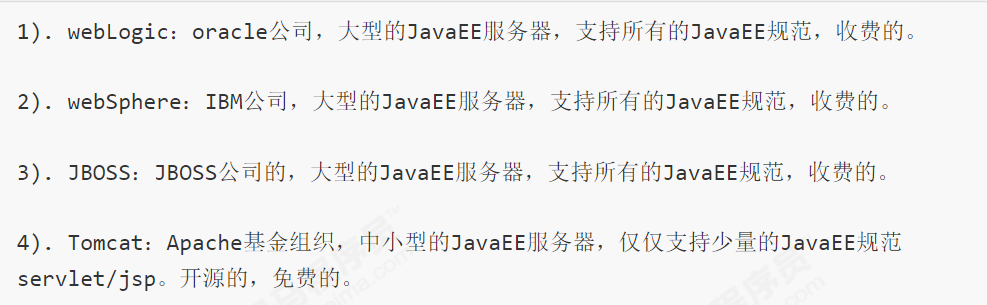 1). webLogic：oracle公司，大型的JavaEE服务器，支持所有的JavaEE规范，收费的。
2). webSphere：IBM公司，大型的JavaEE服务器，支持所有的JavaEE规范，收费的。
3). JBOSS：JBOSS公司的，大型的JavaEE服务器，支持所有的JavaEE规范，收费的。
4). Tomcat：Apache基金组织，中小型的JavaEE服务器，仅仅支持少量的JavaEE规范
servlet/jsp。开源的，免费的。